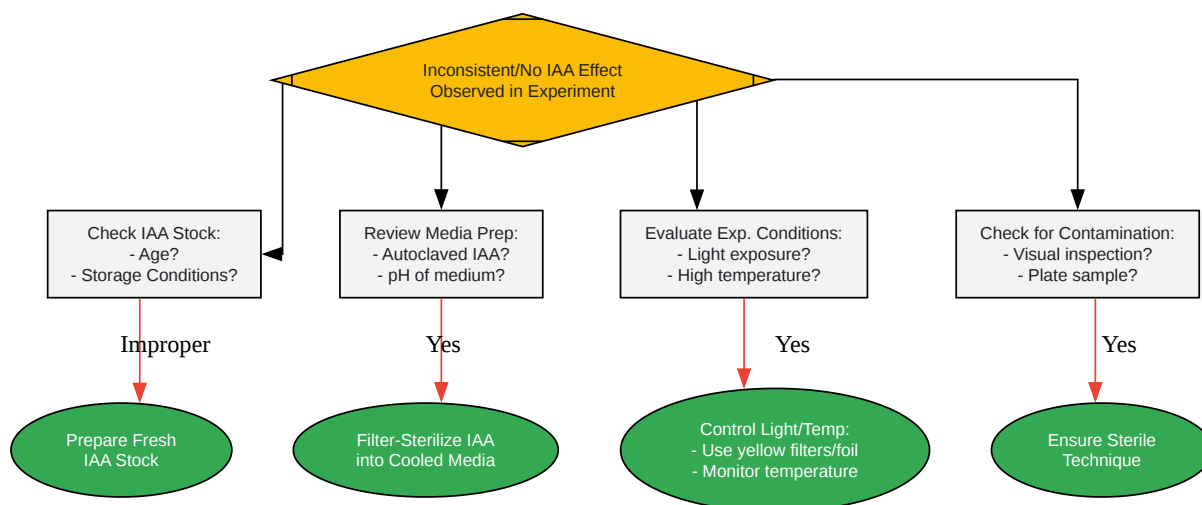 Inconsistent/No IAA Effect
Observed in Experiment
Check IAA Stock:
- Age?
- Storage Conditions?
Review Media Prep:
- Autoclaved IAA?
- pH of medium?
Evaluate Exp. Conditions:
- Light exposure?
- High temperature?
Check for Contamination:
- Visual inspection?
- Plate sample?
Improper
Yes
Yes
Yes
Prepare Fresh
IAA Stock
Filter-Sterilize IAA
into Cooled Media
Control Light/Temp:
- Use yellow filters/foil
- Monitor temperature
Ensure Sterile
Technique